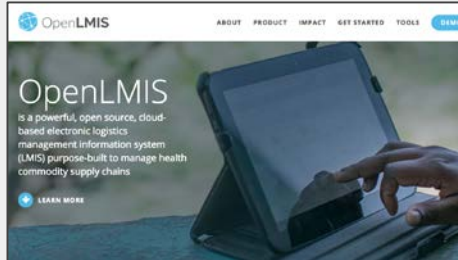 OpenLMIS
ABOUT PRODUCT IMPACT GET STARTED TOOLS DEMO
OpenLMIS
is a powerful, open source, cloud-
based electronic logistics
management information system
(LMIS) purpose-built to manage health
commodity supply chains
LEARN MORE